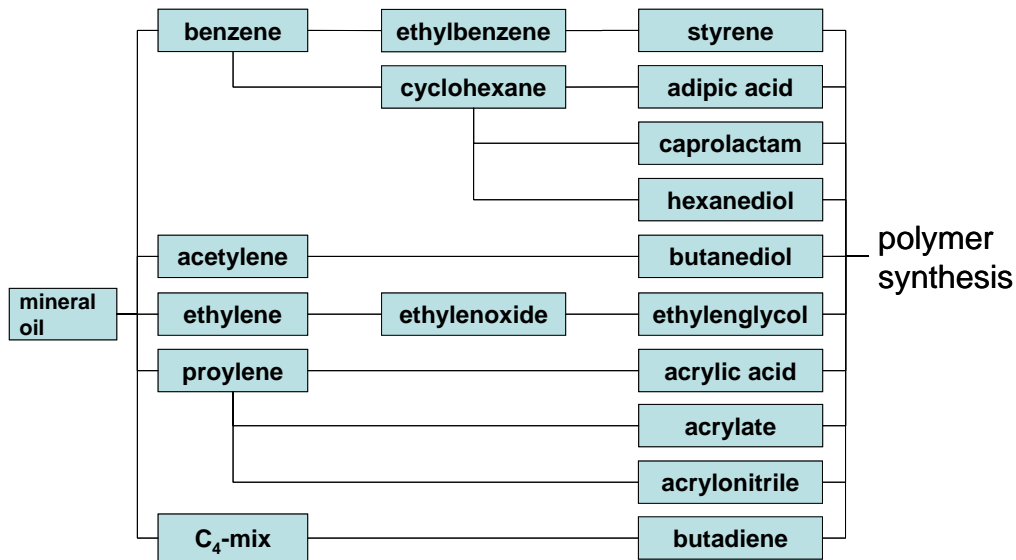 benzene ethylbenzene styrene
cyclohexane adipic acid
caprolactam
hexanediol
acetylene butanediol
polymer
synthesis
mineral
oil
ethylene ethylenoxide ethylenglycol
proylene acrylic acid
acrylate
acrylonitrile
C₄-mix butadiene